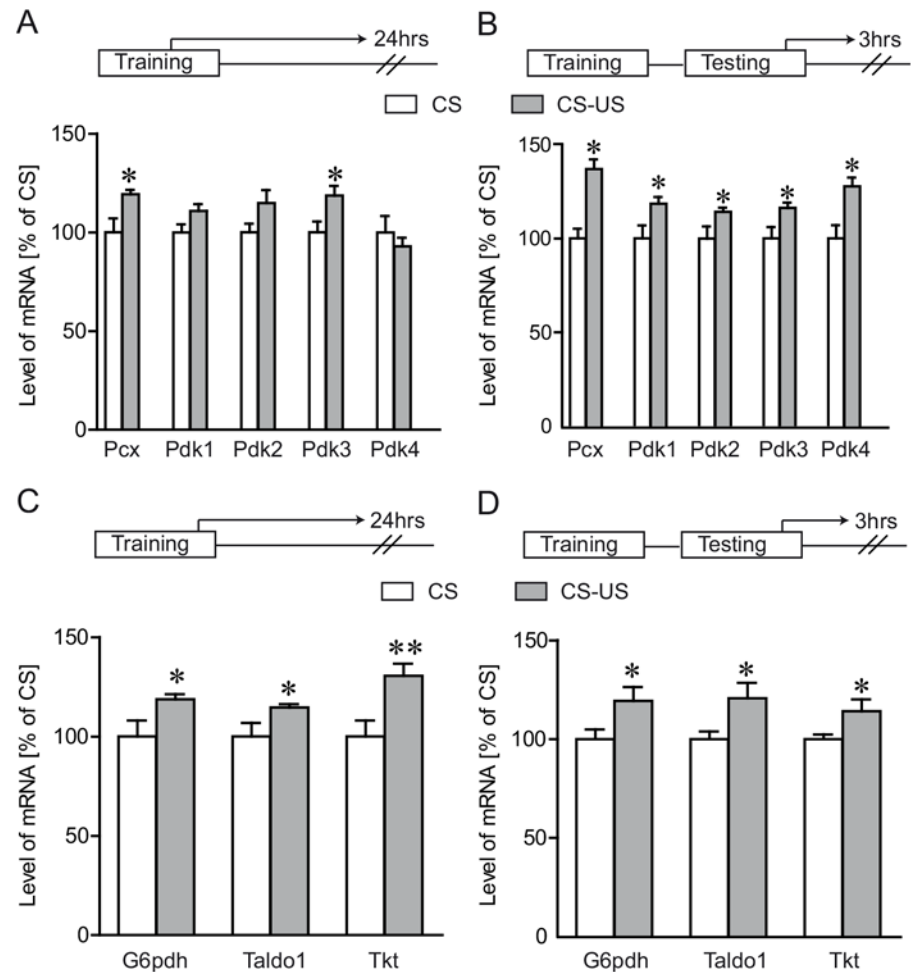 A
24hrs
Training
B
3hrs
Training Testing
CS CS-US
Level of mRNA [% of CS]
150
100
50
0
* *
Pcx Pdk1 Pdk2 Pdk3 Pdk4
Level of mRNA [% of CS]
150
100
50
0
* * * * *
Pcx Pdk1 Pdk2 Pdk3 Pdk4
C
24hrs
Training
D
3hrs
Training Testing
CS CS-US
Level of mRNA [% of CS]
150
100
50
0
* * **
G6pdh Taldo1 Tkt
Level of mRNA [% of CS]
150
100
50
0
* * *
G6pdh Taldo1 Tkt